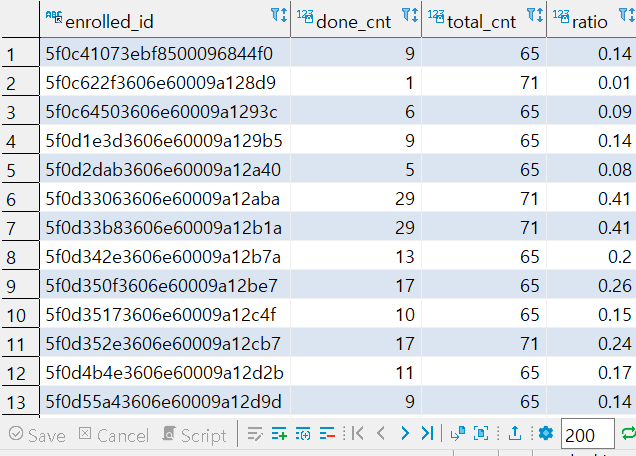 ABC enrolled_id 123 done_cnt 123 total_cnt 123 ratio
1 5f0c41073ebf8500096844f0 9 65 0.14
2 5f0c622f3606e60009a128d9 1 71 0.01
3 5f0c64503606e60009a1293c 6 65 0.09
4 5f0d1e3d3606e60009a129b5 9 65 0.14
5 5f0d2dab3606e60009a12a40 5 65 0.08
6 5f0d33063606e60009a12aba 29 71 0.41
7 5f0d33b83606e60009a12b1a 29 71 0.41
8 5f0d342e3606e60009a12b7a 13 65 0.2
9 5f0d350f3606e60009a12be7 17 65 0.26
10 5f0d35173606e60009a12c4f 10 65 0.15
11 5f0d352e3606e60009a12cb7 17 71 0.24
12 5f0d4b4e3606e60009a12d2b 11 65 0.17
13 5f0d55a43606e60009a12d9d 9 65 0.14
Save Cancel Script 200